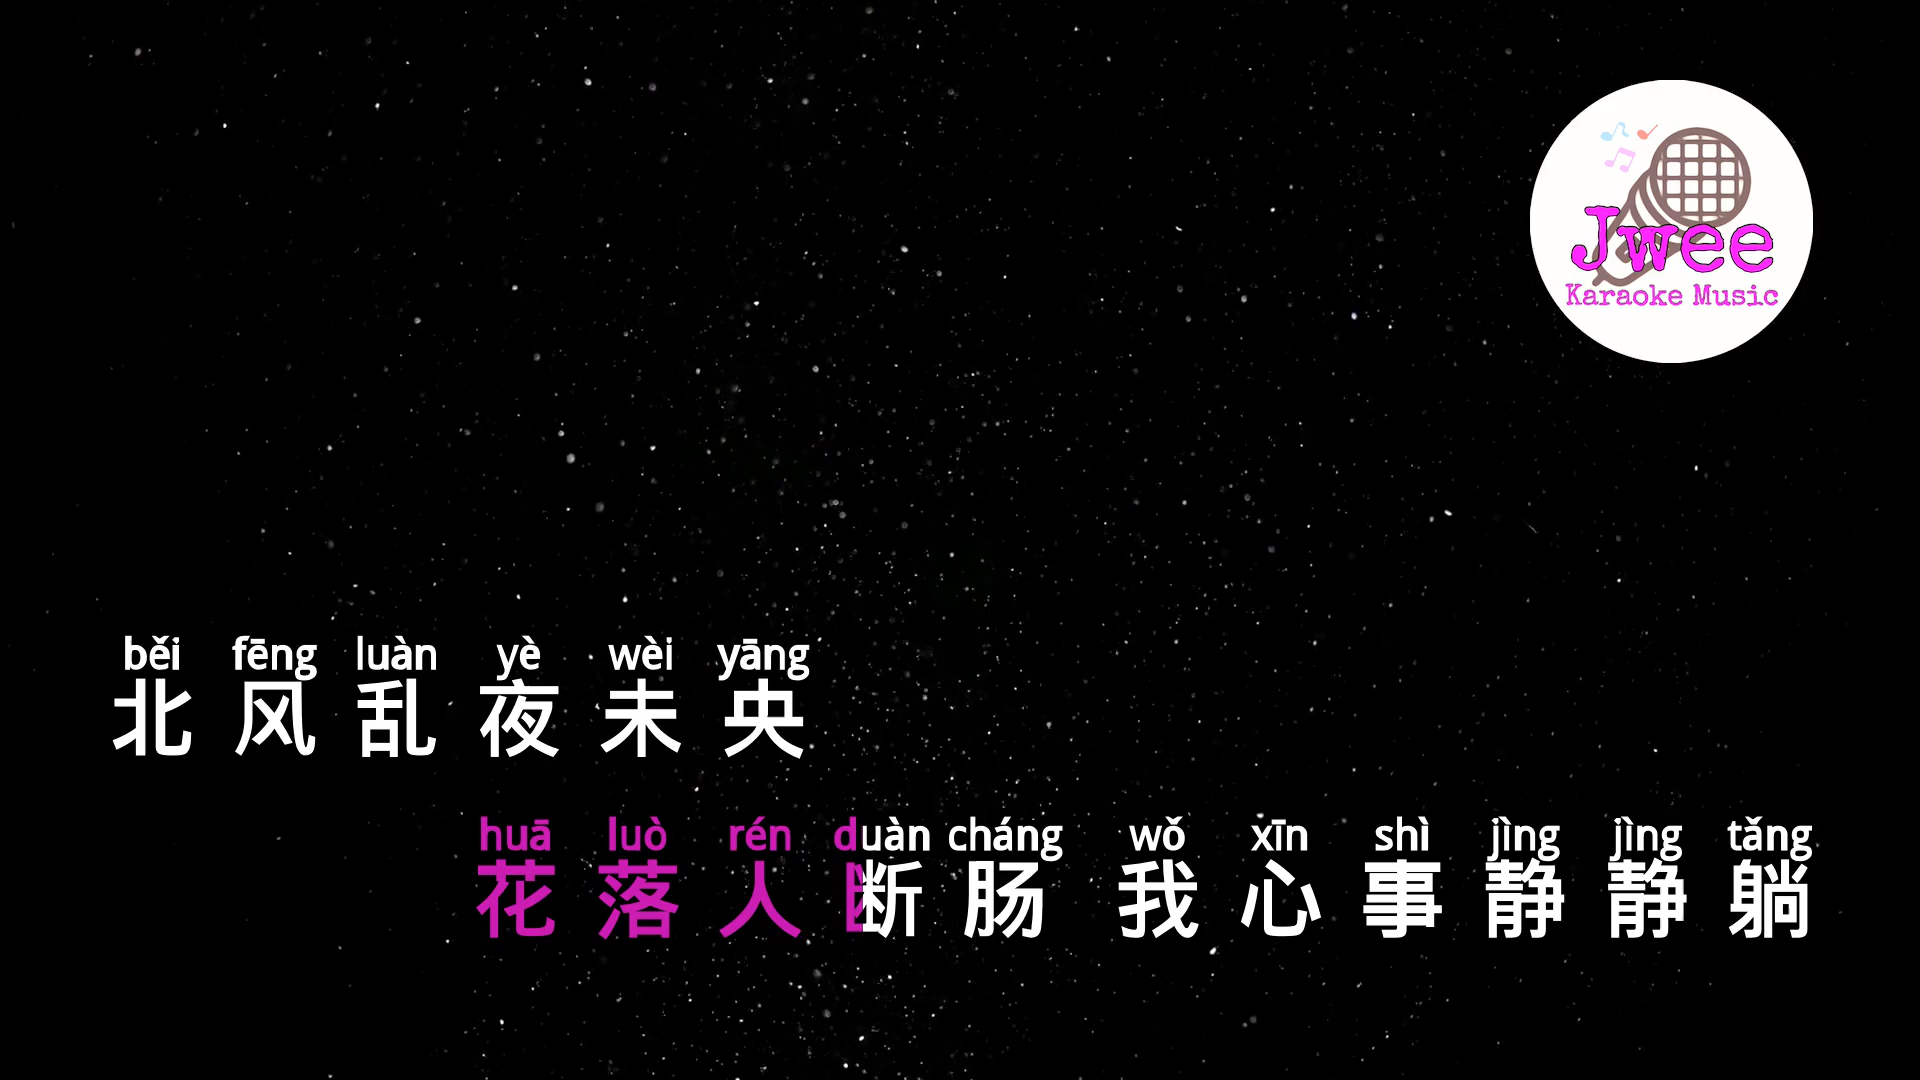 Jwee
Karaoke Music
běi fēng luàn yè wèi yāng
北 风 乱 夜 未 央
huā luò rén duàn cháng wǒ xīn shì jìng jìng tǎng
花 落 人 断 肠 我 心 事 静 静 躺